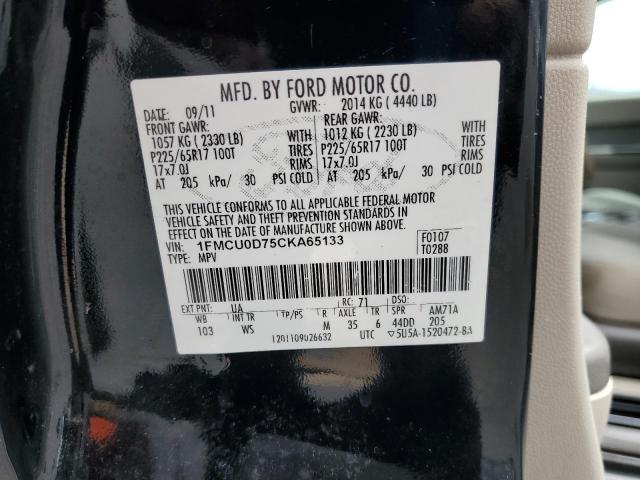 MFD. BY FORD MOTOR CO.
DATE: 09/11 GVWR: 2014 KG ( 4440 LB)
FRONT GAWR: REAR GAWR:
1057 KG ( 2330 LB) WITH 1012 KG ( 2230 LB) WITH
P225/65R17 100T TIRES P225/65R17 100T TIRES
17x7.0J RIMS 17x7.0J RIMS
AT 205 kPa/ 30 PSI COLD AT 205 kPa/ 30 PSI COLD
THIS VEHICLE CONFORMS TO ALL APPLICABLE FEDERAL MOTOR
VEHICLE SAFETY AND THEFT PREVENTION STANDARDS IN
EFFECT ON THE DATE OF MANUFACTURE SHOWN ABOVE.
VIN: 1FMCU0D75CKA65133 F0107
TYPE: MPV T0288
EXT PNT: UA RC: 71 DSO:
WB INT TR TP/PS R AXLE TR SPR AM71A
103 WS M 35 6 44DD 205
UTC ▽5U5A-1520472-BA